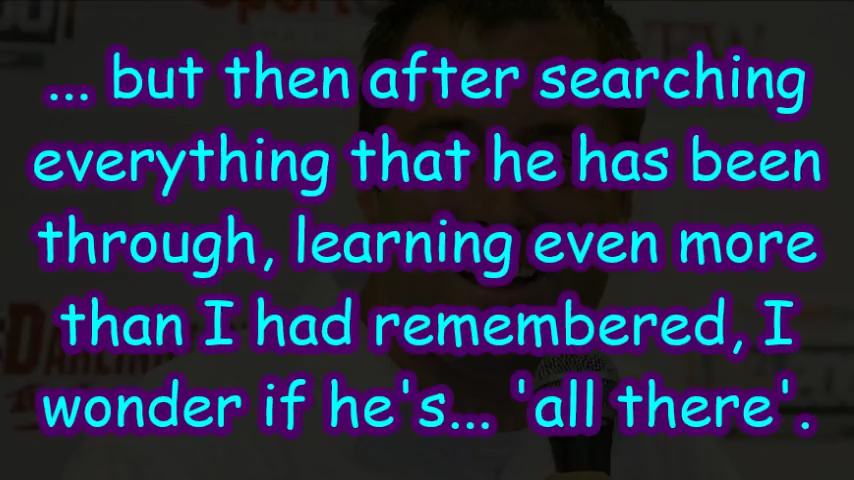 ... but then after searching
everything that he has been
through, learning even more
than I had remembered, I
wonder if he's... 'all there'.